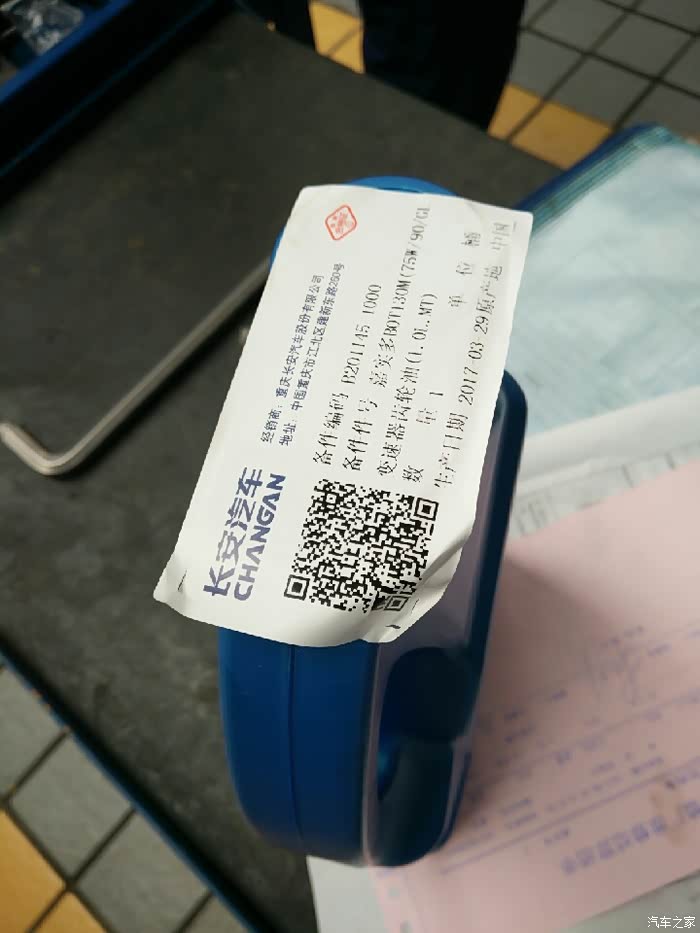 长安汽车
CHANGAN
经销商：重庆长安汽车股份有限公司
地址：中国重庆市江北区建新东路260号
备件编码 B201145-1000
备件件号 嘉实多BOT130M(75W/90/GL
变速器齿轮油(1.0L,MT)
数 量 1 单 位 桶
生产日期 2017-03-29 原产地 中国
汽车之家